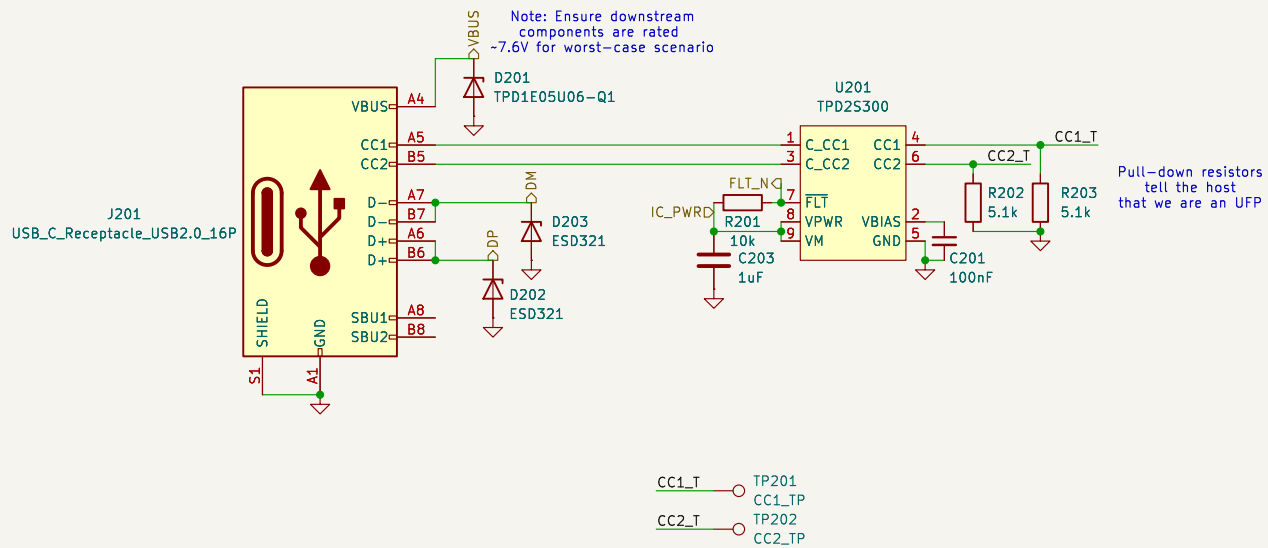 Note: Ensure downstream
components are rated
~7.6V for worst-case scenario
VBUS
D201
TPD1E05U06-Q1
J201
USB_C_Receptacle_USB2.0_16P
VBUS
A4
CC1
A5
CC2
B5
D-
A7
D-
B7
D+
A6
D+
B6
SBU1
A8
SBU2
B8
SHIELD
GND
S1
A1
DM
D203
ESD321
DP
D202
ESD321
U201
TPD2S300
1
C_CC1
3
C_CC2
7
FLT
8
VPWR
9
VM
CC1
4
CC2
6
VBIAS
2
GND
5
FLT_N
IC_PWR
R201
10k
C203
1uF
C201
100nF
CC1_T
CC2_T
R202
5.1k
R203
5.1k
Pull-down resistors
tell the host
that we are an UFP
CC1_T
TP201
CC1_TP
CC2_T
TP202
CC2_TP